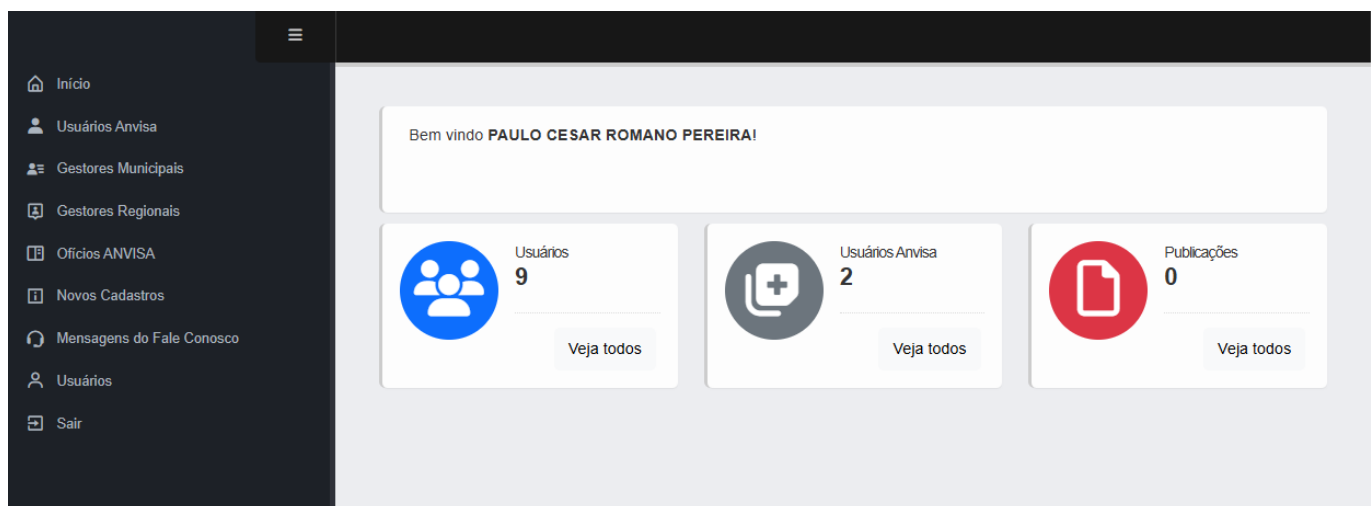 Início
Usuários Anvisa
Gestores Municipais
Gestores Regionais
Ofícios ANVISA
Novos Cadastros
Mensagens do Fale Conosco
Usuários
Sair
Bem vindo PAULO CESAR ROMANO PEREIRA!
Usuários
9
Veja todos
Usuários Anvisa
2
Veja todos
Publicações
0
Veja todos